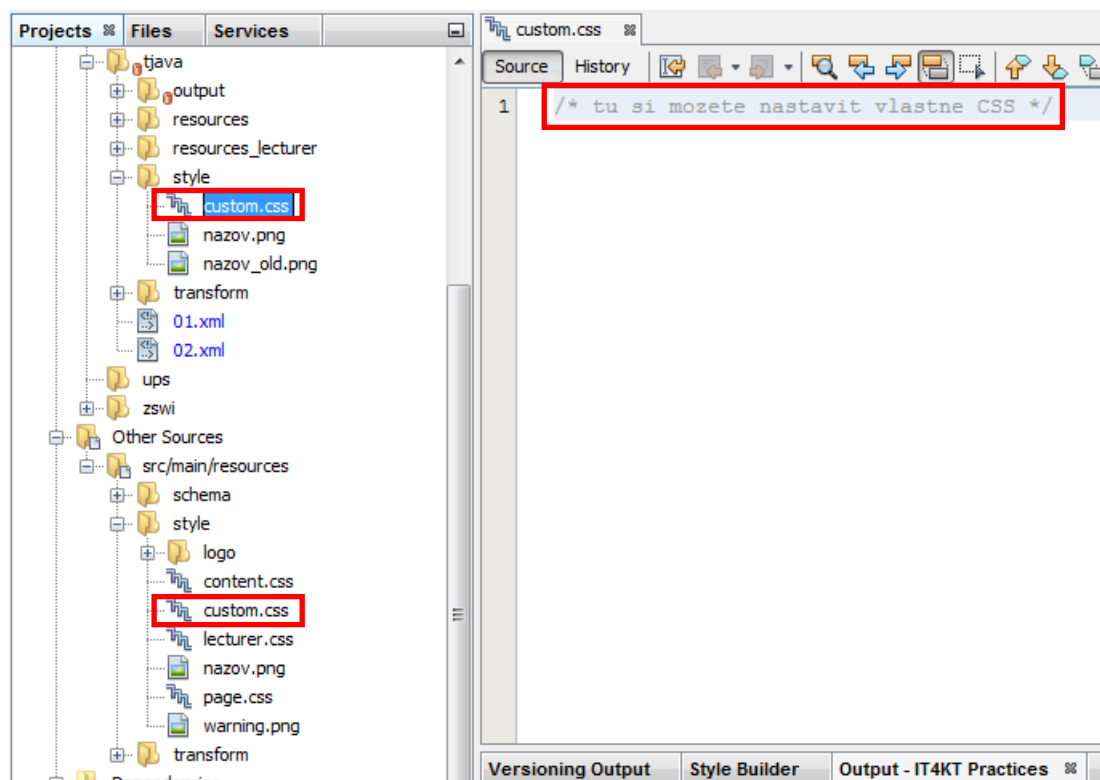 Projects Files Services
tjava
output
resources
resources_lecturer
style
custom.css
nazov.png
nazov_old.png
transform
01.xml
02.xml
ups
zswi
Other Sources
src/main/resources
schema
style
logo
content.css
custom.css
lecturer.css
nazov.png
page.css
warning.png
transform
custom.css
Source History
1 /* tu si mozete nastavit vlastne CSS */
Versioning Output Style Builder Output - IT4KT Practices